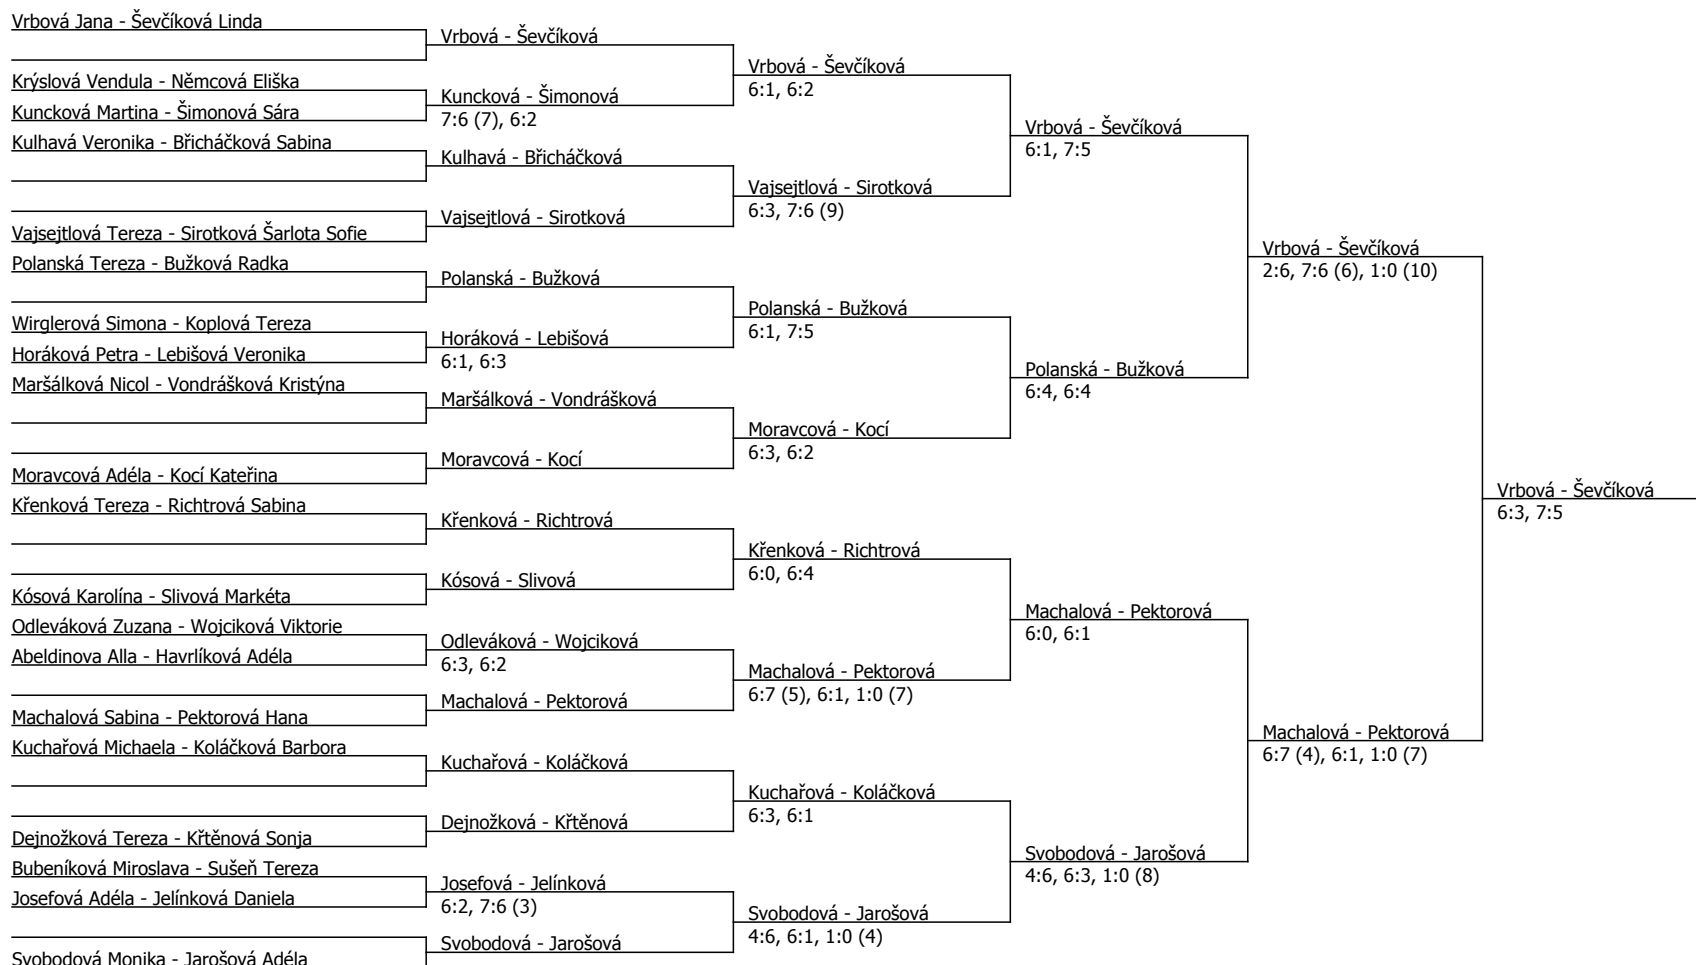 Vrbová Jana - Ševčíková Linda
Krýslová Vendula - Němcová Eliška
Kuncková Martina - Šimonová Sára
Kulhavá Veronika - Břicháčková Sabina
Vajsejtlová Tereza - Sirotková Šarlota Sofie
Polanská Tereza - Bužková Radka
Wirglerová Simona - Koplová Tereza
Horáková Petra - Lebišová Veronika
Maršálková Nicol - Vondrášková Kristýna
Moravcová Adéla - Kocí Kateřina
Křenková Tereza - Richtrová Sabina
Kósová Karolína - Slivová Markéta
Odleváková Zuzana - Wojciková Viktorie
Abeldinova Alla - Havrlíková Adéla
Machalová Sabina - Pektorová Hana
Kuchařová Michaela - Koláčková Barbora
Dejnožková Tereza - Křtěnová Sonja
Bubeníková Miroslava - Sušeň Tereza
Josefová Adéla - Jelínková Daniela
Svobodová Monika - Jarošová Adéla
Vrbová - Ševčíková
Kuncková - Šimonová
7:6 (7), 6:2
Kulhavá - Břicháčková
Vajsejtlová - Sirotková
Polanská - Bužková
Horáková - Lebišová
6:1, 6:3
Maršálková - Vondrášková
Moravcová - Kocí
Křenková - Richtrová
Kósová - Slivová
Odleváková - Wojciková
6:3, 6:2
Machalová - Pektorová
Kuchařová - Koláčková
Dejnožková - Křtěnová
Josefová - Jelínková
6:2, 7:6 (3)
Svobodová - Jarošová
Vrbová - Ševčíková
6:1, 6:2
Vajsejtlová - Sirotková
6:3, 7:6 (9)
Polanská - Bužková
6:1, 7:5
Moravcová - Kocí
6:3, 6:2
Křenková - Richtrová
6:0, 6:4
Machalová - Pektorová
6:7 (5), 6:1, 1:0 (7)
Kuchařová - Koláčková
6:3, 6:1
Svobodová - Jarošová
4:6, 6:1, 1:0 (4)
Vrbová - Ševčíková
6:1, 7:5
Polanská - Bužková
6:4, 6:4
Machalová - Pektorová
6:0, 6:1
Svobodová - Jarošová
4:6, 6:3, 1:0 (8)
Vrbová - Ševčíková
2:6, 7:6 (6), 1:0 (10)
Machalová - Pektorová
6:7 (4), 6:1, 1:0 (7)
Vrbová - Ševčíková
6:3, 7:5